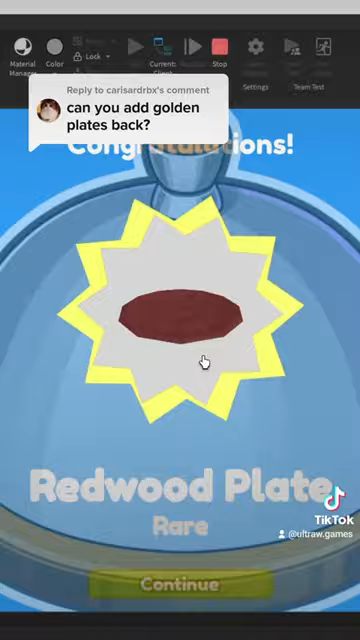 Material
Manager
Color
Lock
Current:
Client
Stop
Settings
Team Test
Reply to carisardrbx's comment
can you add golden
plates back?
Congratulations!
Redwood Plate
Rare
Continue
TikTok
@ultraw.games